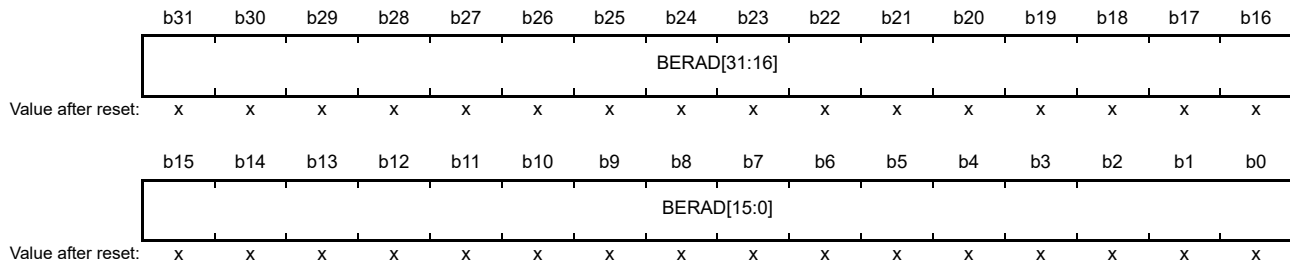 b31 b30 b29 b28 b27 b26 b25 b24 b23 b22 b21 b20 b19 b18 b17 b16
BERAD[31:16]
Value after reset: x x x x x x x x x x x x x x x x
b15 b14 b13 b12 b11 b10 b9 b8 b7 b6 b5 b4 b3 b2 b1 b0
BERAD[15:0]
Value after reset: x x x x x x x x x x x x x x x x